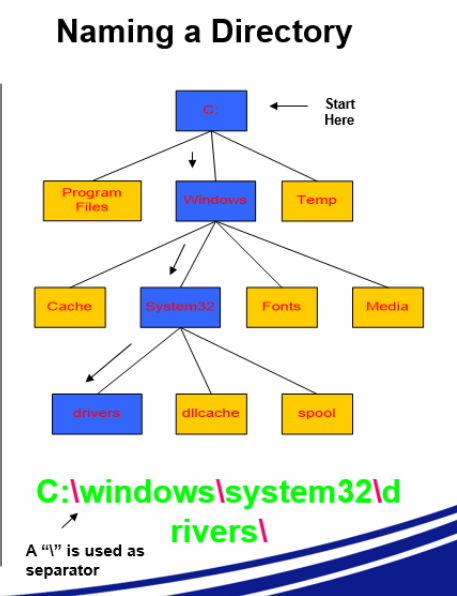 Naming a Directory
C:
Start
Here
Program
Files
Windows
Temp
Cache
System32
Fonts
Media
drivers
dllcache
spool
C:\windows\system32\d
rivers\
A “\” is used as
separator